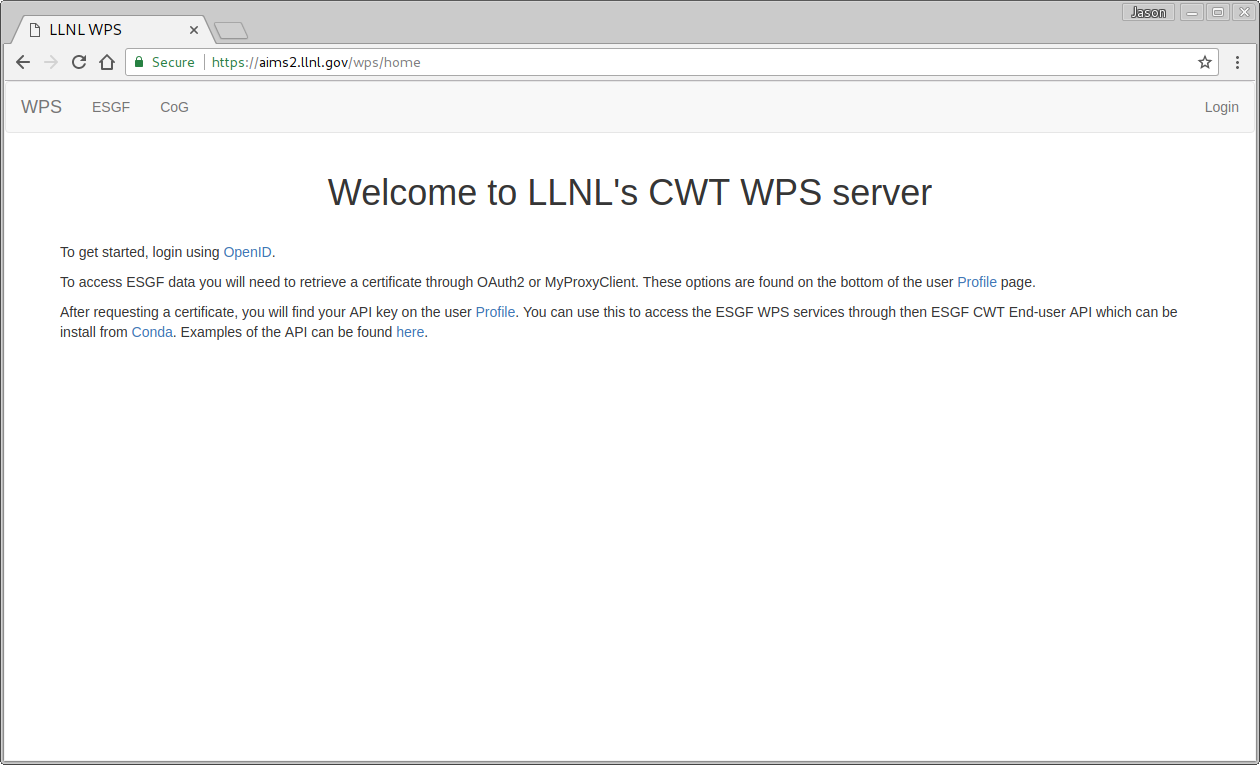 Jason
LLNL WPS
Secure https://aims2.llnl.gov/wps/home
WPS ESGF CoG Login
Welcome to LLNL's CWT WPS server
To get started, login using OpenID.
To access ESGF data you will need to retrieve a certificate through OAuth2 or MyProxyClient. These options are found on the bottom of the user Profile page.
After requesting a certificate, you will find your API key on the user Profile. You can use this to access the ESGF WPS services through then ESGF CWT End-user API which can be
install from Conda. Examples of the API can be found here.